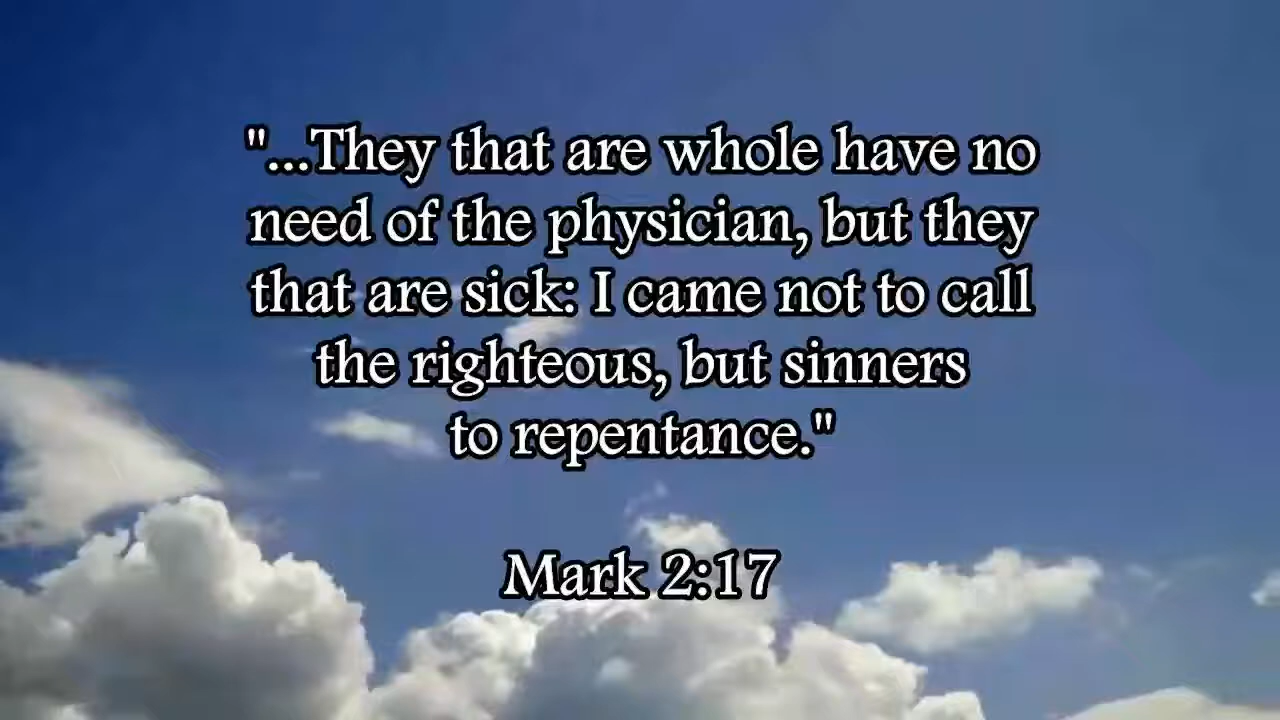 "...They that are whole have no
need of the physician, but they
that are sick: I came not to call
the righteous, but sinners
to repentance."
Mark 2:17